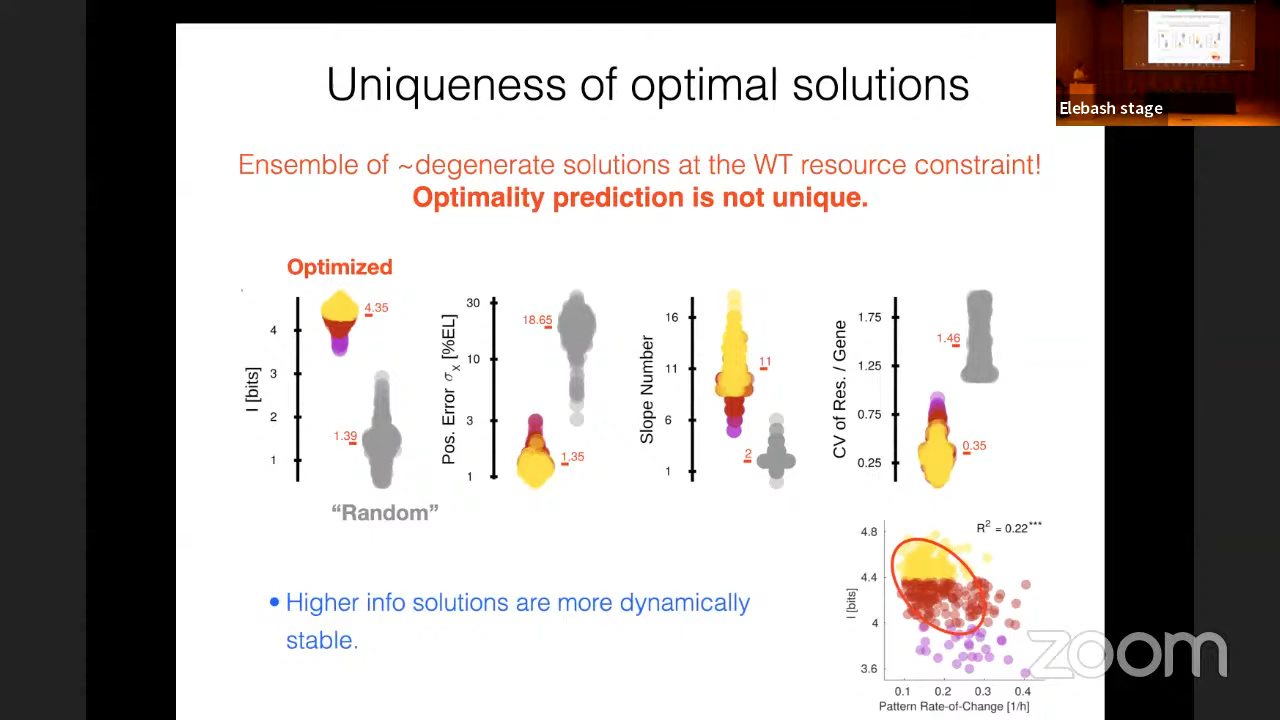 Uniqueness of optimal solutions
Elebash stage
Ensemble of ~degenerate solutions at the WT resource constraint!
Optimality prediction is not unique.
Optimized
I [bits]
4
3
2
1
4.35
1.39
"Random"
Pos. Error σx [%EL]
30
10
3
1
18.65
1.35
Slope Number
16
11
6
1
11
2
CV of Res. / Gene
1.75
1.25
0.75
0.25
1.46
0.35
• Higher info solutions are more dynamically
stable.
R² = 0.22***
I [bits]
4.8
4.4
4
3.6
0.1 0.2 0.3 0.4
Pattern Rate-of-Change [1/h]
zoom